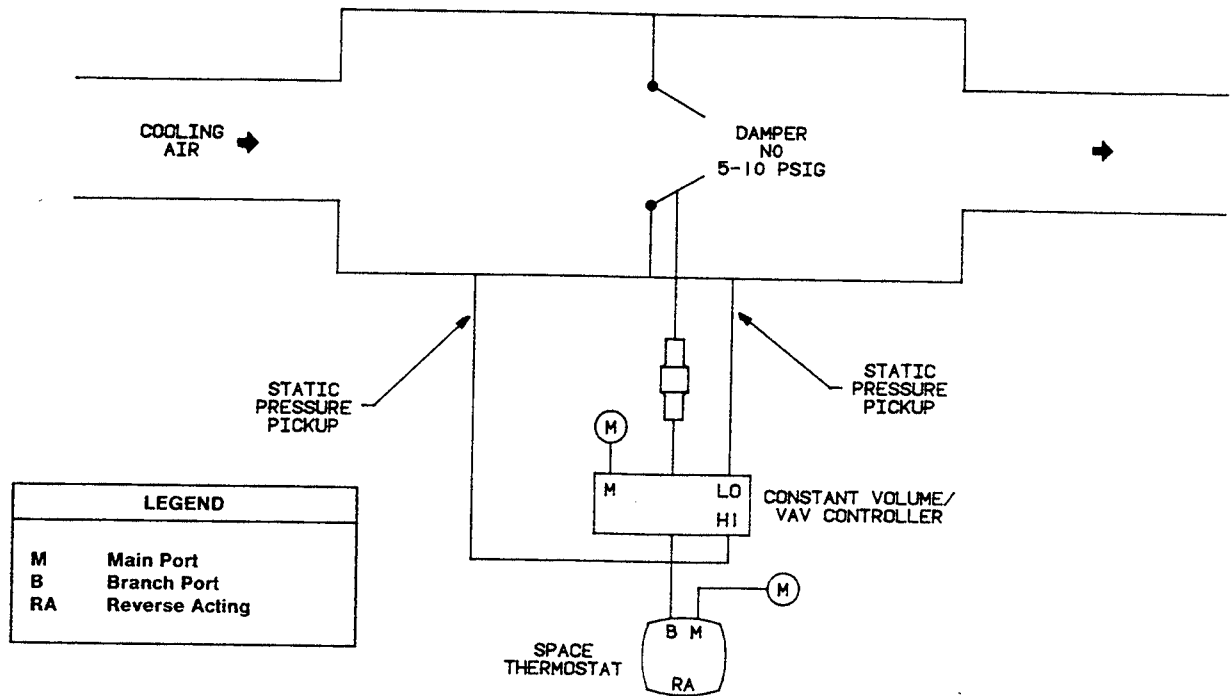 COOLING
AIR
DAMPER
NO
5-10 PSIG
STATIC
PRESSURE
PICKUP
STATIC
PRESSURE
PICKUP
M
M
LO
HI
CONSTANT VOLUME/
VAV CONTROLLER
LEGEND
M Main Port
B Branch Port
RA Reverse Acting
M
B M
RA
SPACE
THERMOSTAT